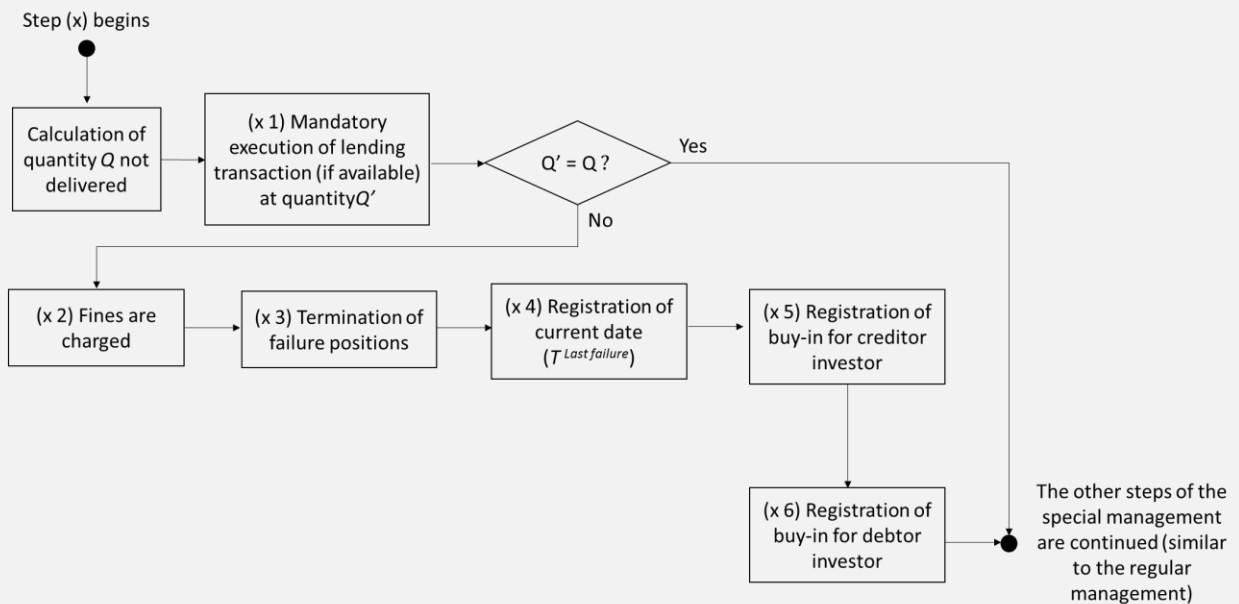 Step (x) begins
Calculation of
quantity Q not
delivered
(x 1) Mandatory
execution of lending
transaction (if available)
at quantityQ’
Q’ = Q ?
Yes
No
(x 2) Fines are
charged
(x 3) Termination of
failure positions
(x 4) Registration of
current date
(T Last failure)
(x 5) Registration of
buy-in for creditor
investor
(x 6) Registration of
buy-in for debtor
investor
The other steps of the
special management
are continued (similar
to the regular
management)